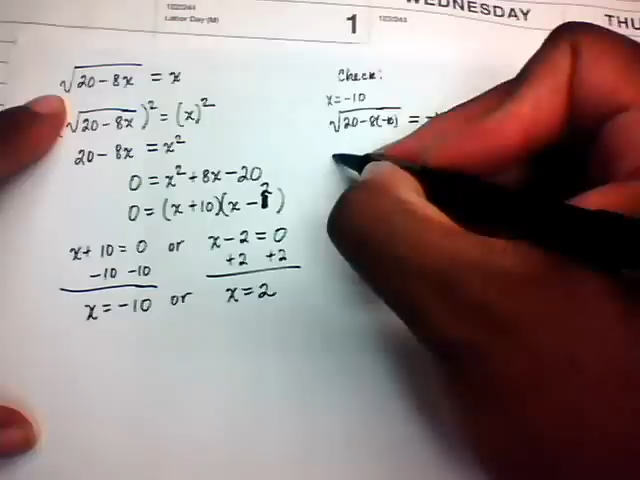 WEDNESDAY
THU
Labor Day (M)
1
√20 - 8x = x
(√20 - 8x)² = (x)²
20 - 8x = x²
0 = x² + 8x - 20
0 = (x + 10)(x - 2)
x + 10 = 0 or x - 2 = 0
-10 -10 +2 +2
x = -10 or x = 2
Check:
x = -10
√20 - 8(-10) =